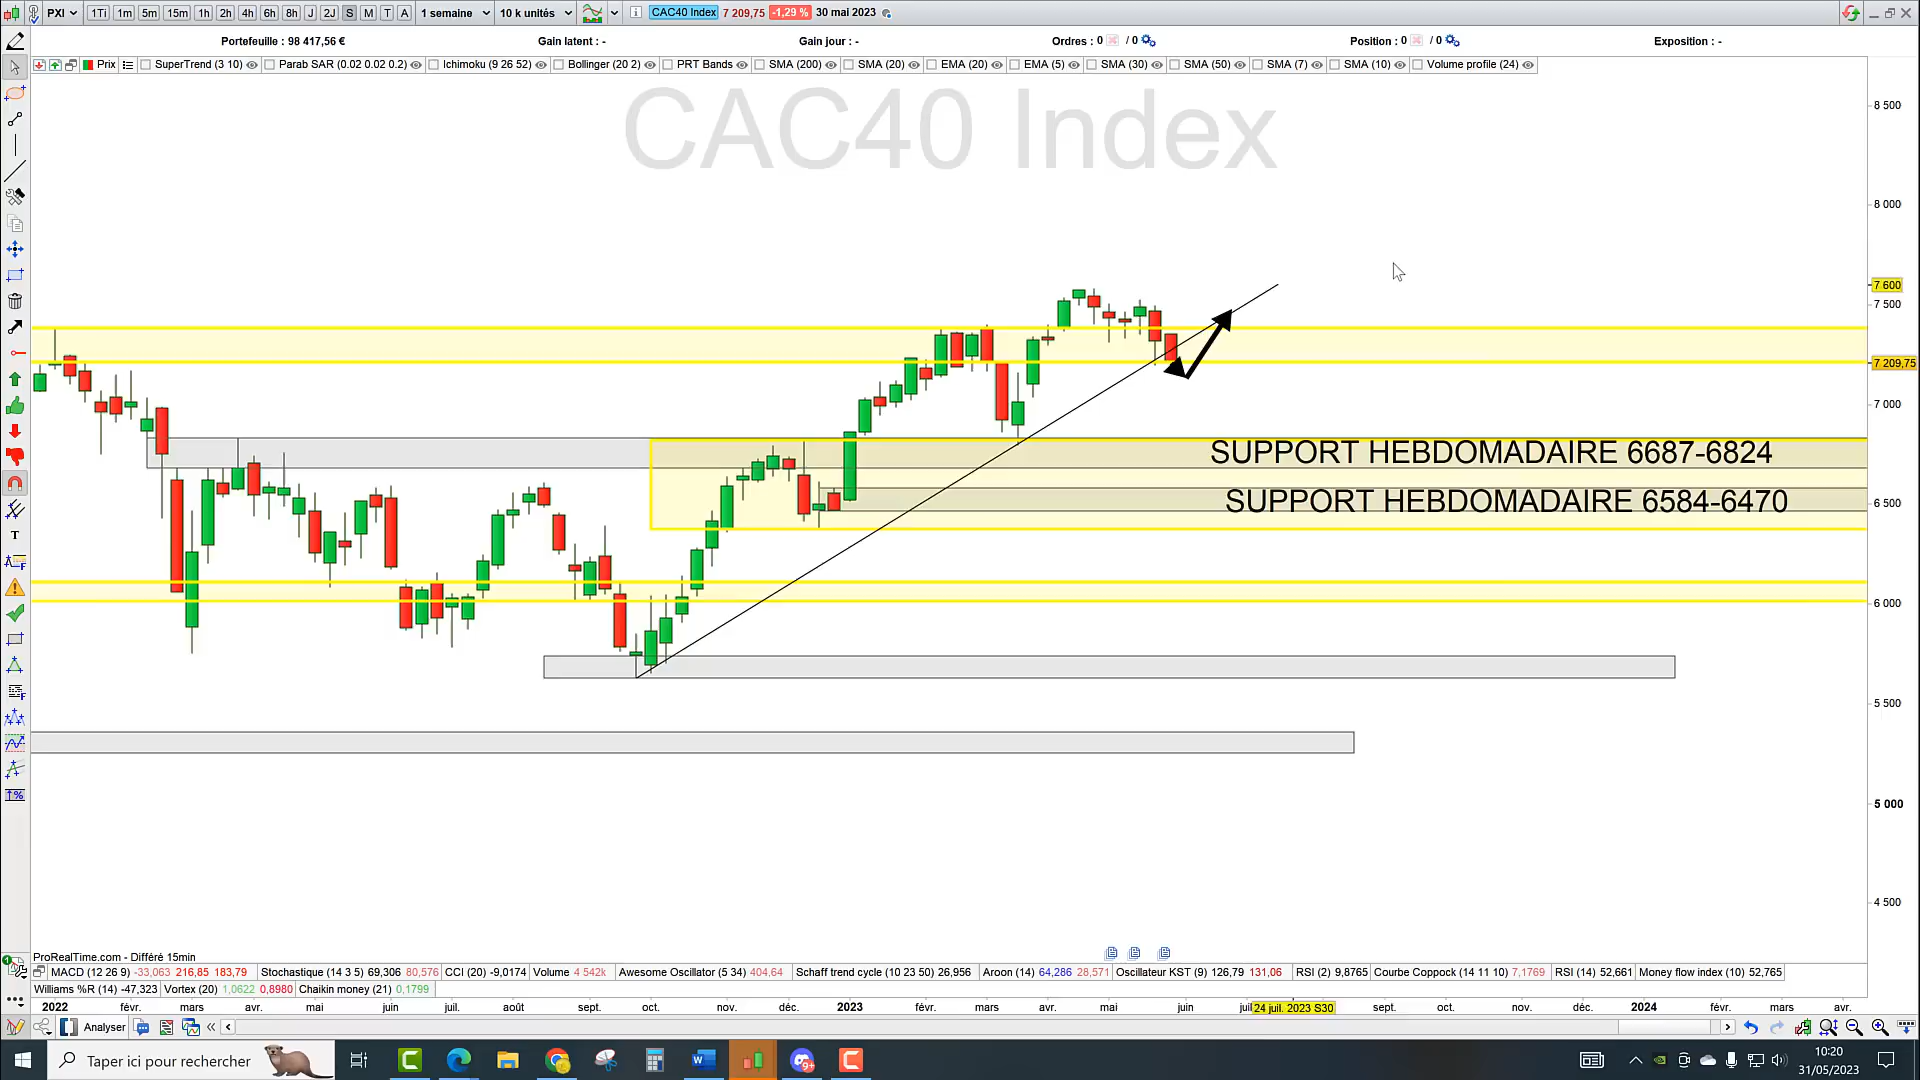 PXI 1Ti 1m 5m 15m 1h 2h 4h 6h 8h J 2J S M T A 1 semaine 10 k unités CAC40 Index 7 209,75 -1,29 % 30 mai 2023
Portefeuille : 98 417,56 € Gain latent : - Gain jour : - Ordres : 0 / 0 Position : 0 / 0 Exposition : -
Prix SuperTrend (3 10) Parab SAR (0.02 0.02 0.2) Ichimoku (9 26 52) Bollinger (20 2) PRT Bands SMA (200) SMA (20) EMA (20) EMA (5) SMA (30) SMA (50) SMA (7) SMA (10) Volume profile (24)
CAC40 Index
8 500
8 000
7 600
7 500
7 209,75
7 000
SUPPORT HEBDOMADAIRE 6687-6824
SUPPORT HEBDOMADAIRE 6584-6470
6 500
6 000
5 500
5 000
4 500
ProRealTime.com - Différé 15min
MACD (12 26 9) -33,063 216,85 183,79 Stochastique (14 3 5) 69,306 80,576 CCI (20) -9,0174 Volume 4 542k Awesome Oscillator (5 34) 404,64 Schaff trend cycle (10 23 50) 26,956 Aroon (14) 64,286 28,571 Oscillateur KST (9) 126,79 131,06 RSI (2) 9,8765 Courbe Coppock (14 11 10) 7,1769 RSI (14) 52,661 Money flow index (10) 52,765
Williams %R (14) -47,323 Vortex (20) 1,0622 0,8980 Chaikin money (21) 0,1799
2022 févr. mars avr. mai juin juil. août sept. oct. nov. déc. 2023 févr. mars avr. mai juin juil 24 juil. 2023 S30 sept. oct. nov. déc. 2024 févr. mars avr.
Analyser
Taper ici pour rechercher
10:20
31/05/2023